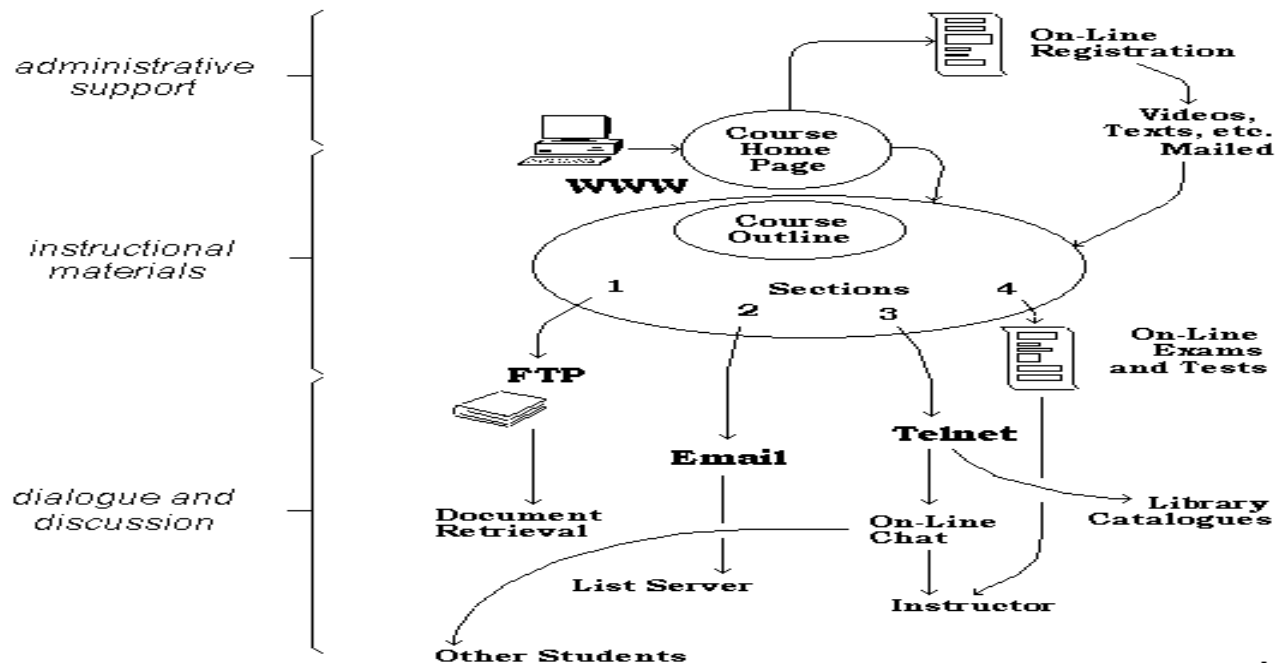 administrative
support
instructional
materials
dialogue and
discussion
On-Line
Registration
Videos,
Texts, etc.
Mailed
Course
Home
Page
WWW
Course
Outline
Sections
1
2
3
4
On-Line
Exams
and Tests
FTP
Telnet
Email
Document
Retrieval
On-Line
Chat
Library
Catalogues
List Server
Instructor
Other Students